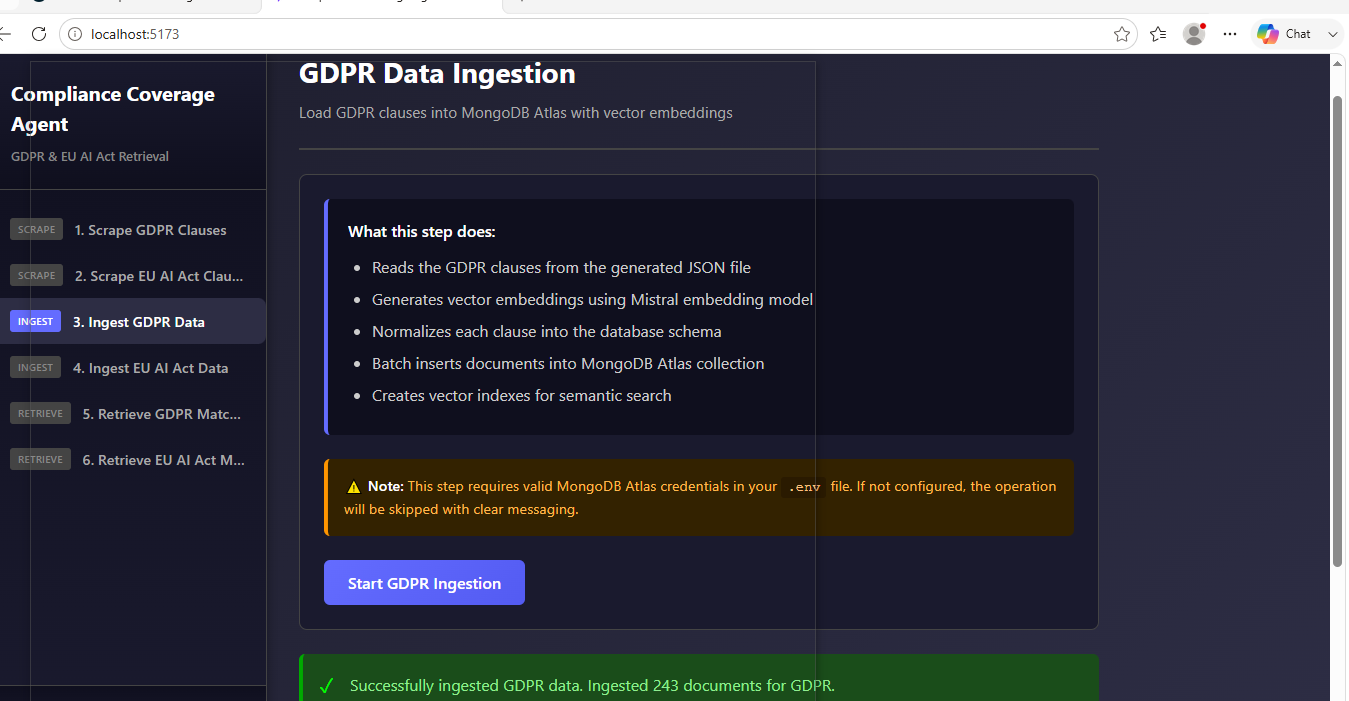 localhost:5173
Chat
Compliance Coverage
Agent
GDPR & EU AI Act Retrieval
SCRAPE 1. Scrape GDPR Clauses
SCRAPE 2. Scrape EU AI Act Clau...
INGEST 3. Ingest GDPR Data
INGEST 4. Ingest EU AI Act Data
RETRIEVE 5. Retrieve GDPR Matc...
RETRIEVE 6. Retrieve EU AI Act M...
GDPR Data Ingestion
Load GDPR clauses into MongoDB Atlas with vector embeddings
What this step does:
• Reads the GDPR clauses from the generated JSON file
• Generates vector embeddings using Mistral embedding model
• Normalizes each clause into the database schema
• Batch inserts documents into MongoDB Atlas collection
• Creates vector indexes for semantic search
⚠ Note: This step requires valid MongoDB Atlas credentials in your .env file. If not configured, the operation
will be skipped with clear messaging.
Start GDPR Ingestion
✓ Successfully ingested GDPR data. Ingested 243 documents for GDPR.